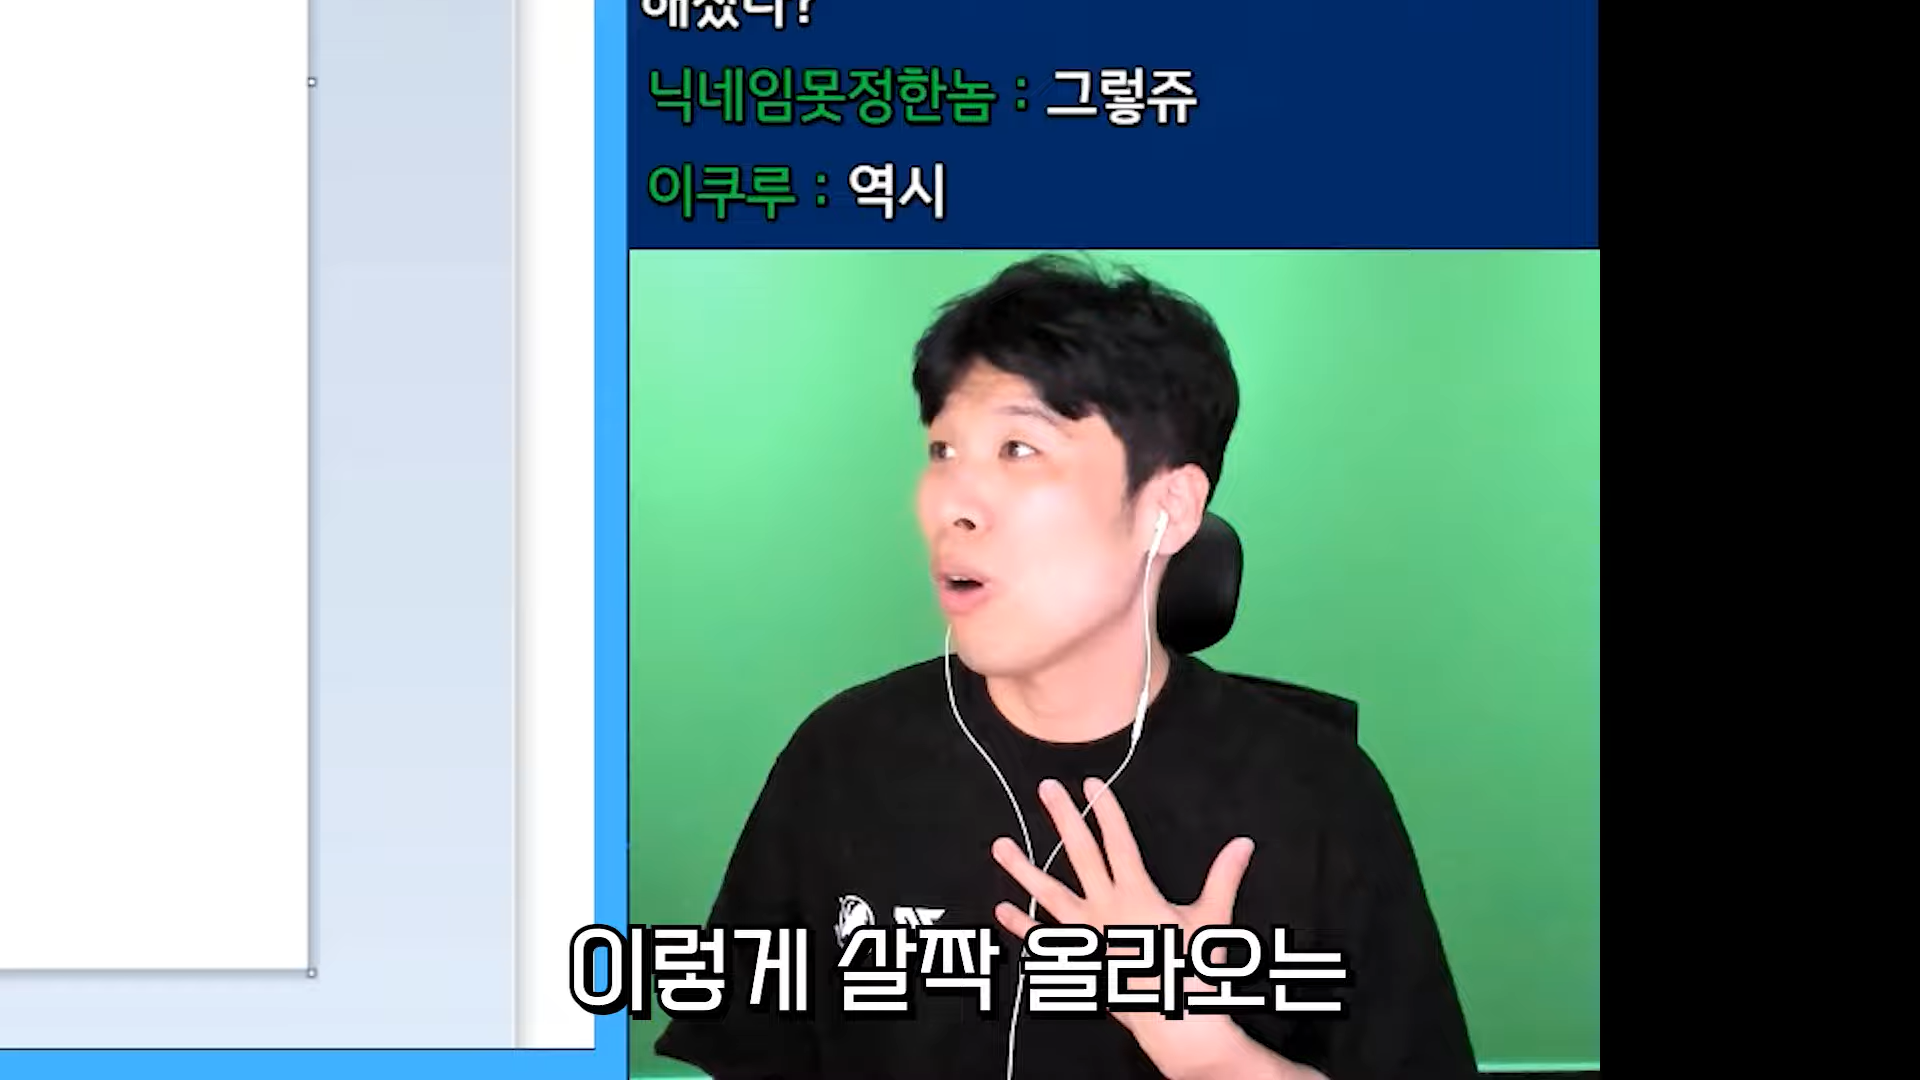 닉네임못정한놈 : 그렇쥬
이쿠루 : 역시
이렇게 살짝 올라오는